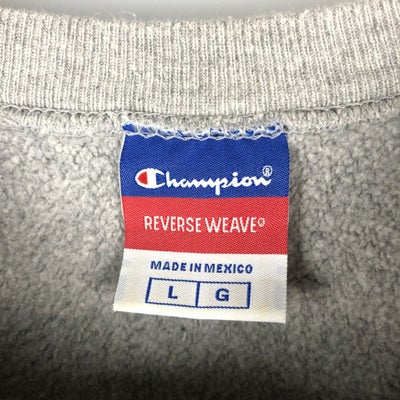 Champion®
REVERSE WEAVE®
MADE IN MEXICO
L G